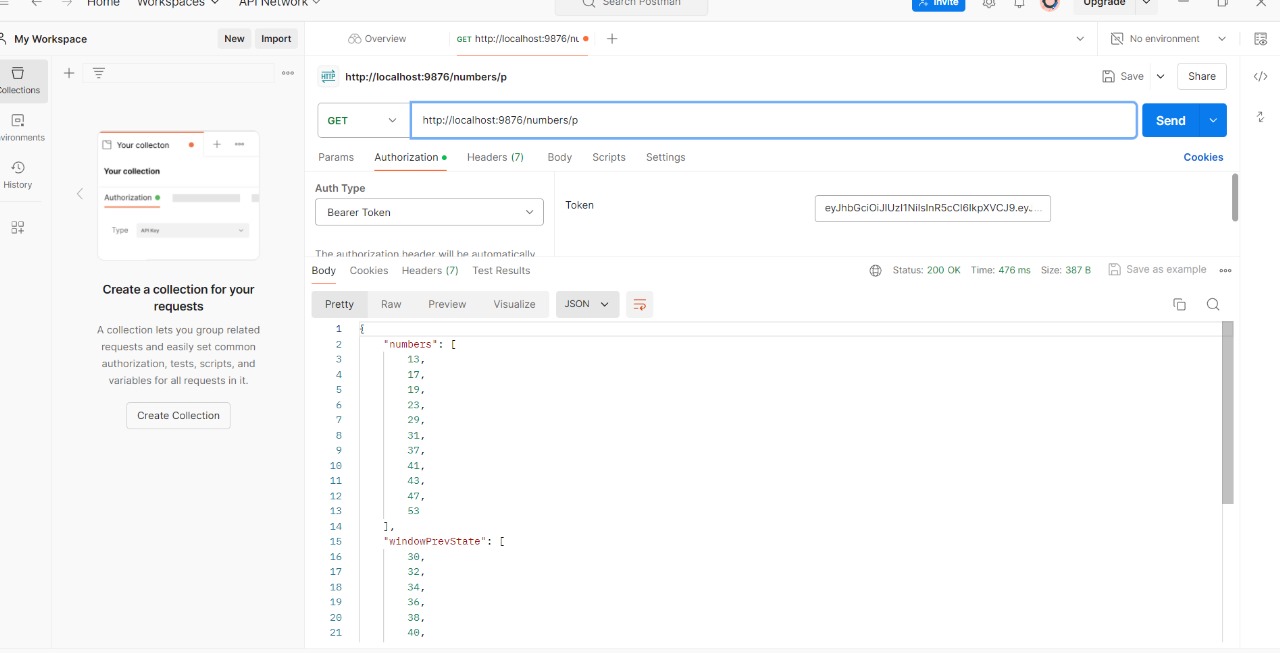 Home Workspaces API Network Search Postman Invite Upgrade
My Workspace New Import Overview GET http://localhost:9876/nu No environment
http://localhost:9876/numbers/p Save Share
GET http://localhost:9876/numbers/p Send
Params Authorization Headers (7) Body Scripts Settings Cookies
Collections
Environments
History
Your collecton
Your collection
Authorization
Type API Key
Create a collection for your
requests
A collection lets you group related
requests and easily set common
authorization, tests, scripts, and
variables for all requests in it.
Create Collection
Auth Type
Bearer Token
Token
The authorization header will be automatically
Body Cookies Headers (7) Test Results Status: 200 OK Time: 476 ms Size: 387 B Save as example
Pretty Raw Preview Visualize JSON
1 {
2 "numbers": [
3 13,
4 17,
5 19,
6 23,
7 29,
8 31,
9 37,
10 41,
11 43,
12 47,
13 53
14 ],
15 "windowPrevState": [
16 30,
17 32,
18 34,
19 36,
20 38,
21 40,